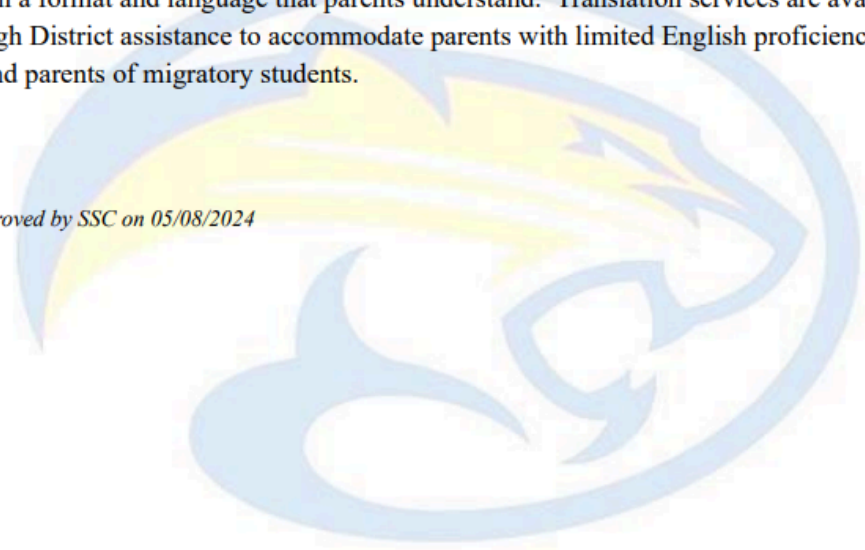 a format and language that parents understand. Translation services are ava
gh District assistance to accommodate parents with limited English proficienc
nd parents of migratory students.
roved by SSC on 05/08/2024